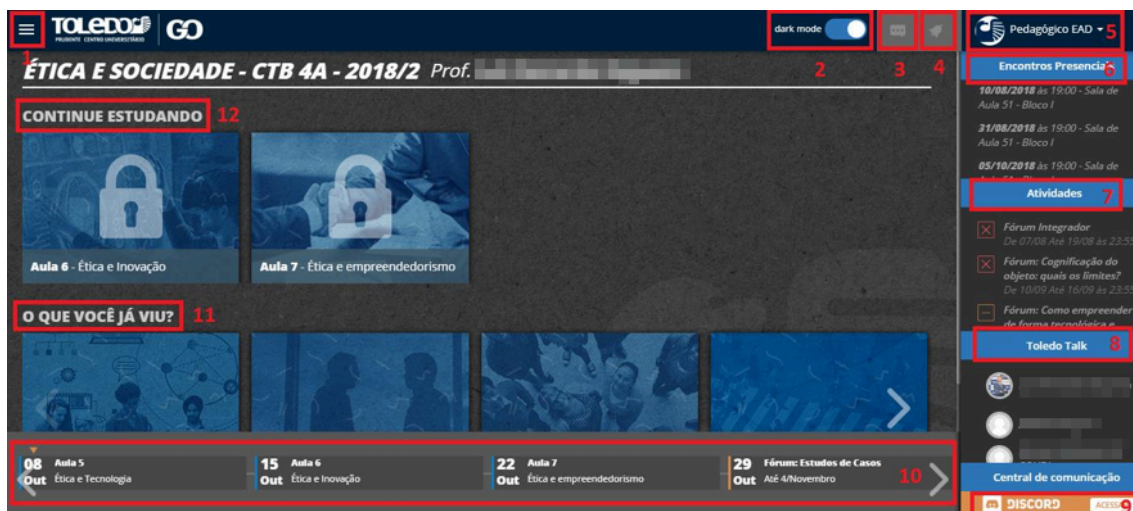 TOLEDO
PRUDENTE CENTRO UNIVERSITÁRIO
GO
dark mode
Pedagógico EAD
1
2
3
4
5
ÉTICA E SOCIEDADE - CTB 4A - 2018/2 Prof.
CONTINUE ESTUDANDO
12
Aula 6 - Ética e Inovação
Aula 7 - Ética e empreendedorismo
O QUE VOCÊ JÁ VIU?
11
08 Out
Aula 5
Ética e Tecnologia
15 Out
Aula 6
Ética e Inovação
22 Out
Aula 7
Ética e empreendedorismo
29 Out
Fórum: Estudos de Casos
Até 4/Novembro
10
Encontros Presenciais
6
10/08/2018 às 19:00 - Sala de
Aula 51 - Bloco I
31/08/2018 às 19:00 - Sala de
Aula 51 - Bloco I
05/10/2018 às 19:00 - Sala de
Atividades
7
Fórum Integrador
De 07/08 Até 19/08 às 23:55
Fórum: Cognificação do
objeto: quais os limites?
De 10/09 Até 16/09 às 23:55
Fórum: Como empreender
de forma tecnológica e
Toledo Talk
8
Central de comunicação
DISCORD
9